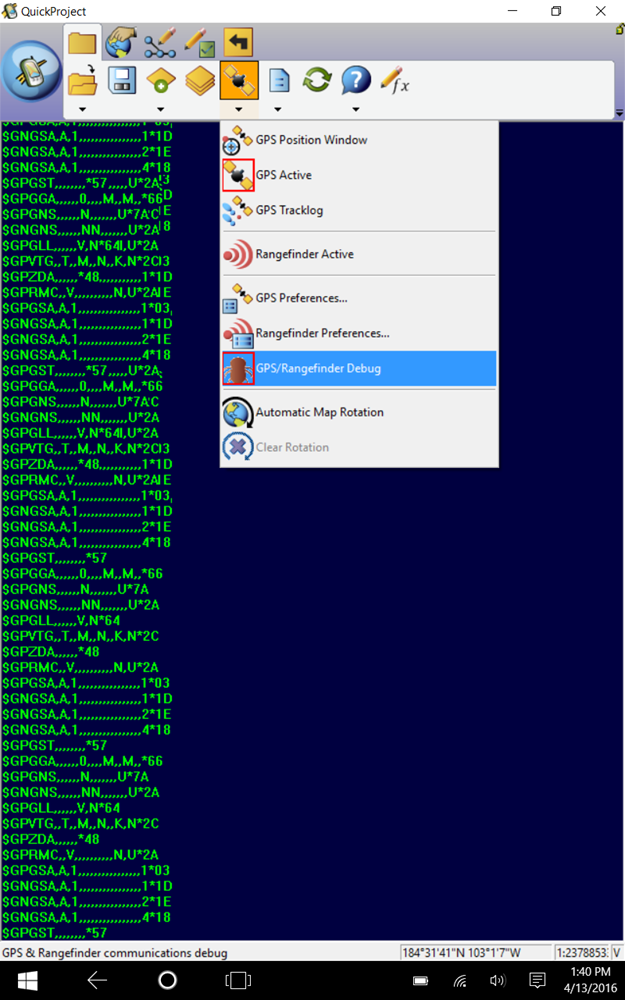 QuickProject
$GPGSA,A,1,,,,,,,,,,,,,,,,1*03,
$GNGSA,A,1,,,,,,,,,,,,,,,,1*1D
$GNGSA,A,1,,,,,,,,,,,,,,,,2*1E
$GNGSA,A,1,,,,,,,,,,,,,,,,4*18
$GPGST,,,,,,,,*57,,,,,U*2A
$GPGGA,,,,,,0,,,,M,,M,,*66
$GPGNS,,,,,,N,,,,,,,U*7A
$GNGNS,,,,,,NN,,,,,,,U*2A
$GPGLL,,,,,,V,N*64
$GPVTG,,T,,M,,N,,K,N*2C
$GPZDA,,,,,,*48,,,,,,,,,,,1*1D
$GPRMC,,V,,,,,,,,,,N,U*2A
$GPGSA,A,1,,,,,,,,,,,,,,,,1*03,
$GNGSA,A,1,,,,,,,,,,,,,,,,1*1D
$GNGSA,A,1,,,,,,,,,,,,,,,,2*1E
$GNGSA,A,1,,,,,,,,,,,,,,,,4*18
$GPGST,,,,,,,,*57,,,,,U*2A
$GPGGA,,,,,,0,,,,M,,M,,*66
$GPGNS,,,,,,N,,,,,,,U*7A
$GNGNS,,,,,,NN,,,,,,,U*2A
$GPGLL,,,,,,V,N*64
$GPVTG,,T,,M,,N,,K,N*2C
$GPZDA,,,,,,*48,,,,,,,,,,,1*1D
$GPRMC,,V,,,,,,,,,,N,U*2A
$GPGSA,A,1,,,,,,,,,,,,,,,,1*03,
$GNGSA,A,1,,,,,,,,,,,,,,,,1*1D
$GNGSA,A,1,,,,,,,,,,,,,,,,2*1E
$GNGSA,A,1,,,,,,,,,,,,,,,,4*18
$GPGST,,,,,,,,*57
$GPGGA,,,,,,0,,,,M,,M,,*66
$GPGNS,,,,,,N,,,,,,,U*7A
$GNGNS,,,,,,NN,,,,,,,U*2A
$GPGLL,,,,,,V,N*64
$GPVTG,,T,,M,,N,,K,N*2C
$GPZDA,,,,,,*48
$GPRMC,,V,,,,,,,,,,N,U*2A
$GPGSA,A,1,,,,,,,,,,,,,,,,1*03
$GNGSA,A,1,,,,,,,,,,,,,,,,1*1D
$GNGSA,A,1,,,,,,,,,,,,,,,,2*1E
$GNGSA,A,1,,,,,,,,,,,,,,,,4*18
$GPGST,,,,,,,,*57
$GPGGA,,,,,,0,,,,M,,M,,*66
$GPGNS,,,,,,N,,,,,,,U*7A
$GNGNS,,,,,,NN,,,,,,,U*2A
$GPGLL,,,,,,V,N*64
$GPVTG,,T,,M,,N,,K,N*2C
$GPZDA,,,,,,*48
$GPRMC,,V,,,,,,,,,,N,U*2A
$GPGSA,A,1,,,,,,,,,,,,,,,,1*03
$GNGSA,A,1,,,,,,,,,,,,,,,,1*1D
$GNGSA,A,1,,,,,,,,,,,,,,,,2*1E
$GNGSA,A,1,,,,,,,,,,,,,,,,4*18
$GPGST,,,,,,,,*57
GPS Position Window
GPS Active
GPS Tracklog
Rangefinder Active
GPS Preferences...
Rangefinder Preferences...
GPS/Rangefinder Debug
Automatic Map Rotation
Clear Rotation
GPS & Rangefinder communications debug
184°31'41"N 103°1'7"W
1:2378853
V
1:40 PM
4/13/2016